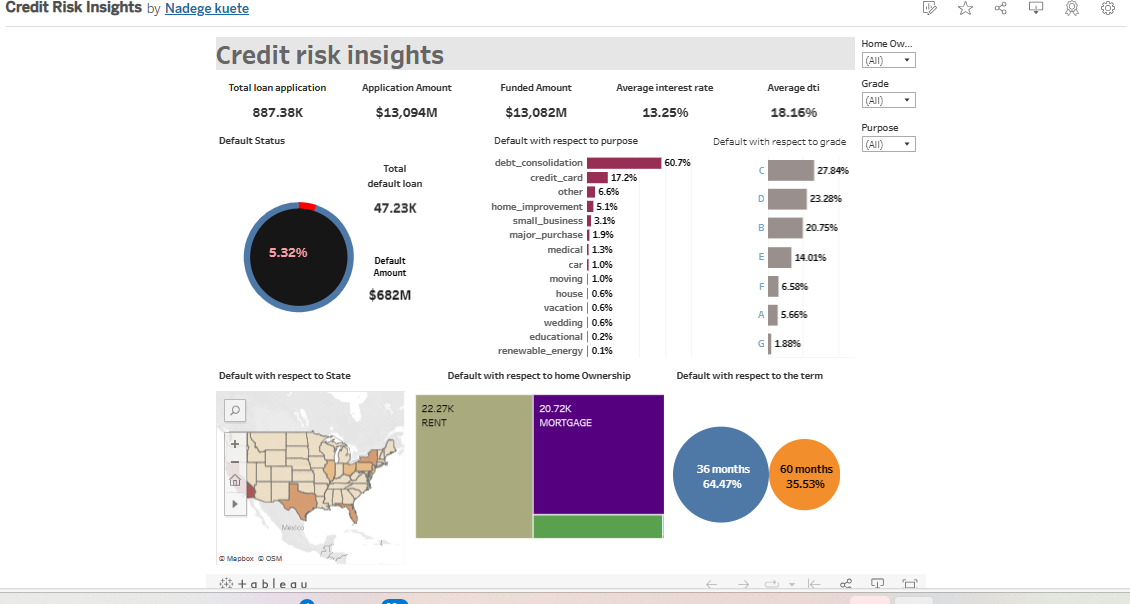 Credit Risk Insights by Nadege kuete
Credit risk insights
Home Ow...
(All)
Grade
(All)
Purpose
(All)
Total loan application
887.38K
Application Amount
$13,094M
Funded Amount
$13,082M
Average interest rate
13.25%
Average dti
18.16%
Default Status
5.32%
Total
default loan
47.23K
Default
Amount
$682M
Default with respect to purpose
debt_consolidation 60.7%
credit_card 17.2%
other 6.6%
home_improvement 5.1%
small_business 3.1%
major_purchase 1.9%
medical 1.3%
car 1.0%
moving 1.0%
house 0.6%
vacation 0.6%
wedding 0.6%
educational 0.2%
renewable_energy 0.1%
Default with respect to grade
C 27.84%
D 23.28%
B 20.75%
E 14.01%
F 6.58%
A 5.66%
G 1.88%
Default with respect to State
Mexico
© Mapbox © OSM
Default with respect to home Ownership
22.27K
RENT
20.72K
MORTGAGE
Default with respect to the term
36 months
64.47%
60 months
35.53%
+ a b l e a u